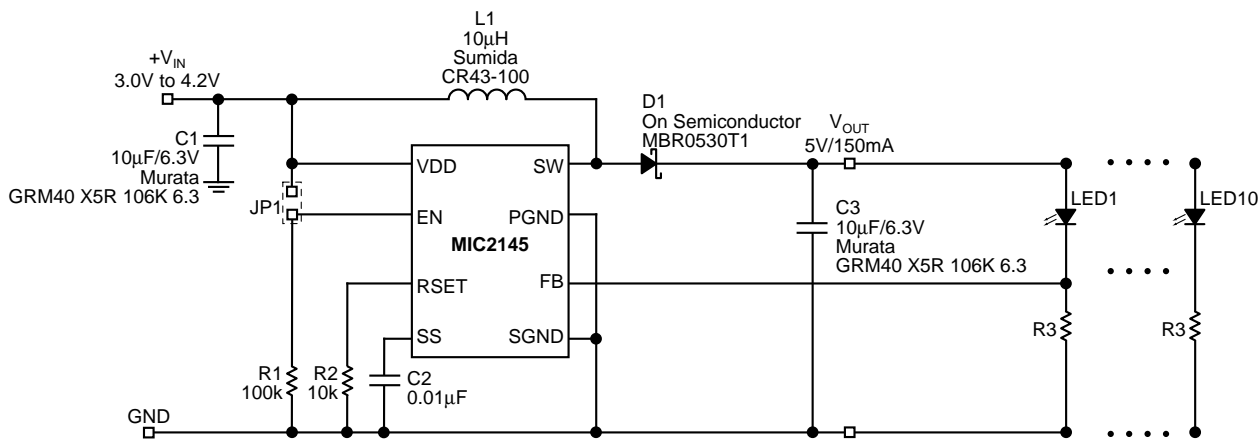 L1
10µH
Sumida
CR43-100
+VIN
3.0V to 4.2V
C1
10µF/6.3V
Murata
GRM40 X5R 106K 6.3
JP1
VDD
EN
RSET
SS
MIC2145
SW
PGND
FB
SGND
D1
On Semiconductor
MBR0530T1
VOUT
5V/150mA
C3
10µF/6.3V
Murata
GRM40 X5R 106K 6.3
LED1
LED10
R3
R3
R1
100k
R2
10k
C2
0.01µF
GND